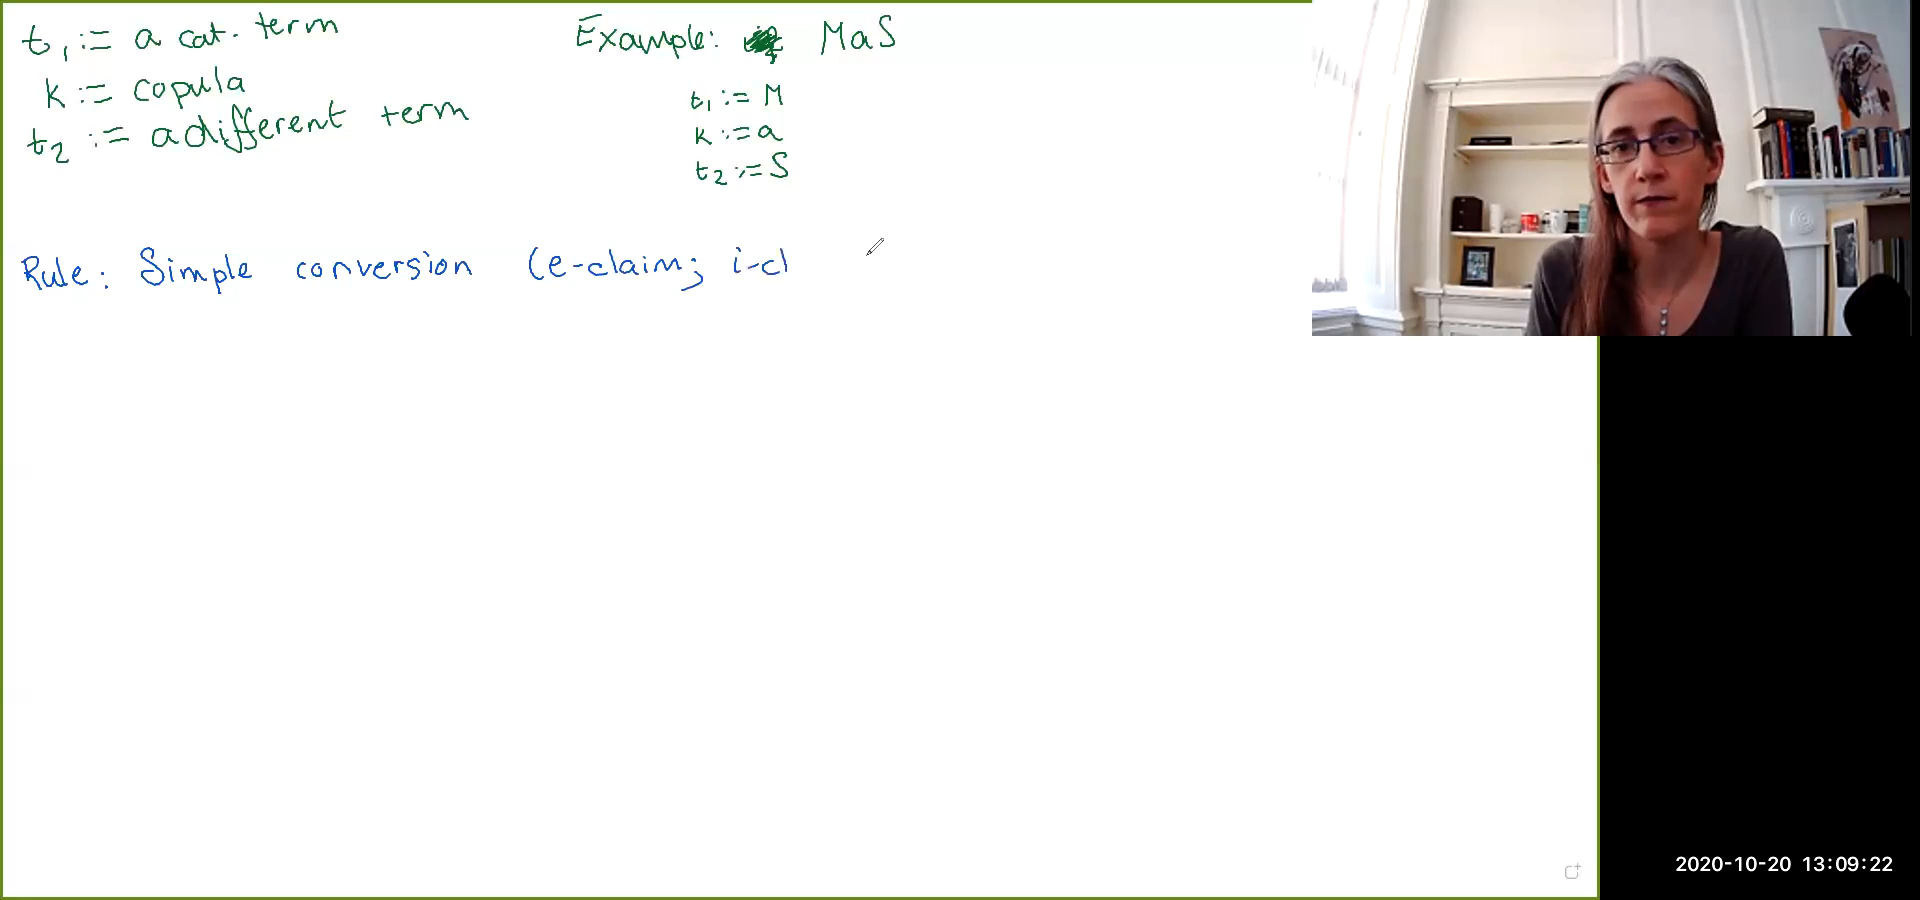 t₁ := a cat. term
k := copula
t₂ := a different term
Example: MaS
t₁ := M
k := a
t₂ := S
Rule: Simple conversion (e-claim; i-cl
2020-10-20 13:09:22